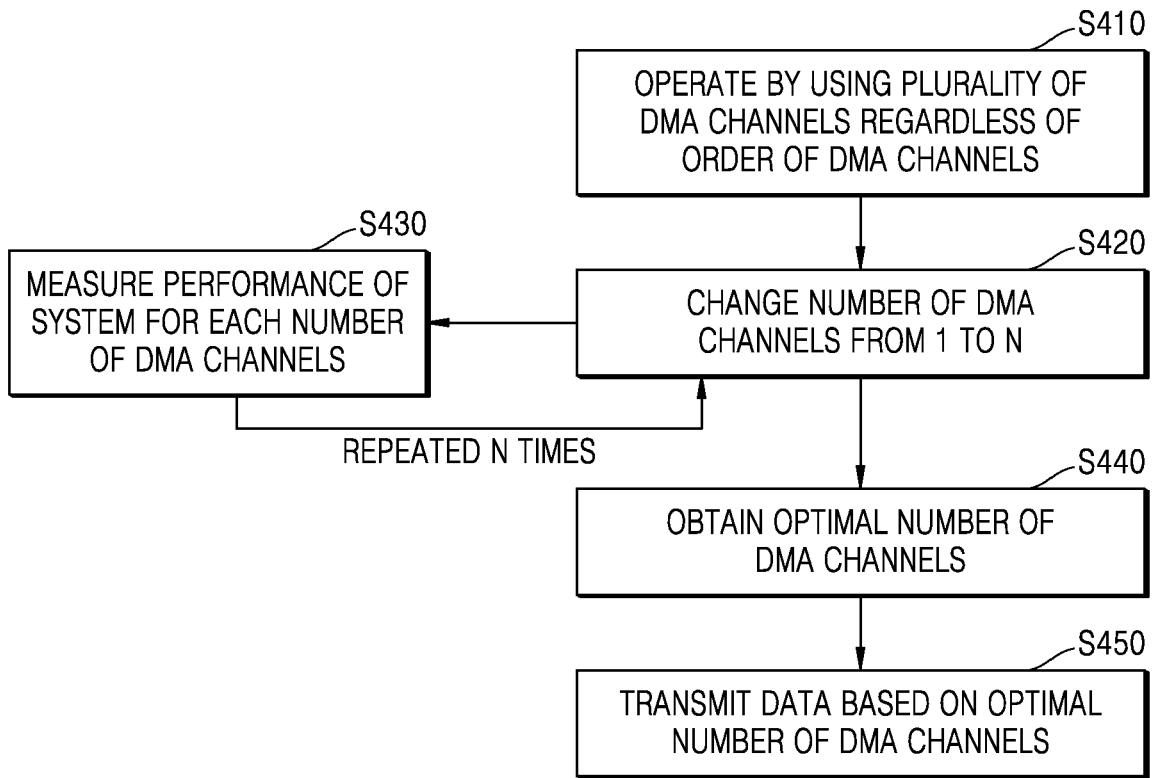 S410
OPERATE BY USING PLURALITY OF
DMA CHANNELS REGARDLESS OF
ORDER OF DMA CHANNELS
S420
CHANGE NUMBER OF DMA
CHANNELS FROM 1 TO N
S430
MEASURE PERFORMANCE OF
SYSTEM FOR EACH NUMBER
OF DMA CHANNELS
REPEATED N TIMES
S440
OBTAIN OPTIMAL NUMBER OF
DMA CHANNELS
S450
TRANSMIT DATA BASED ON OPTIMAL
NUMBER OF DMA CHANNELS